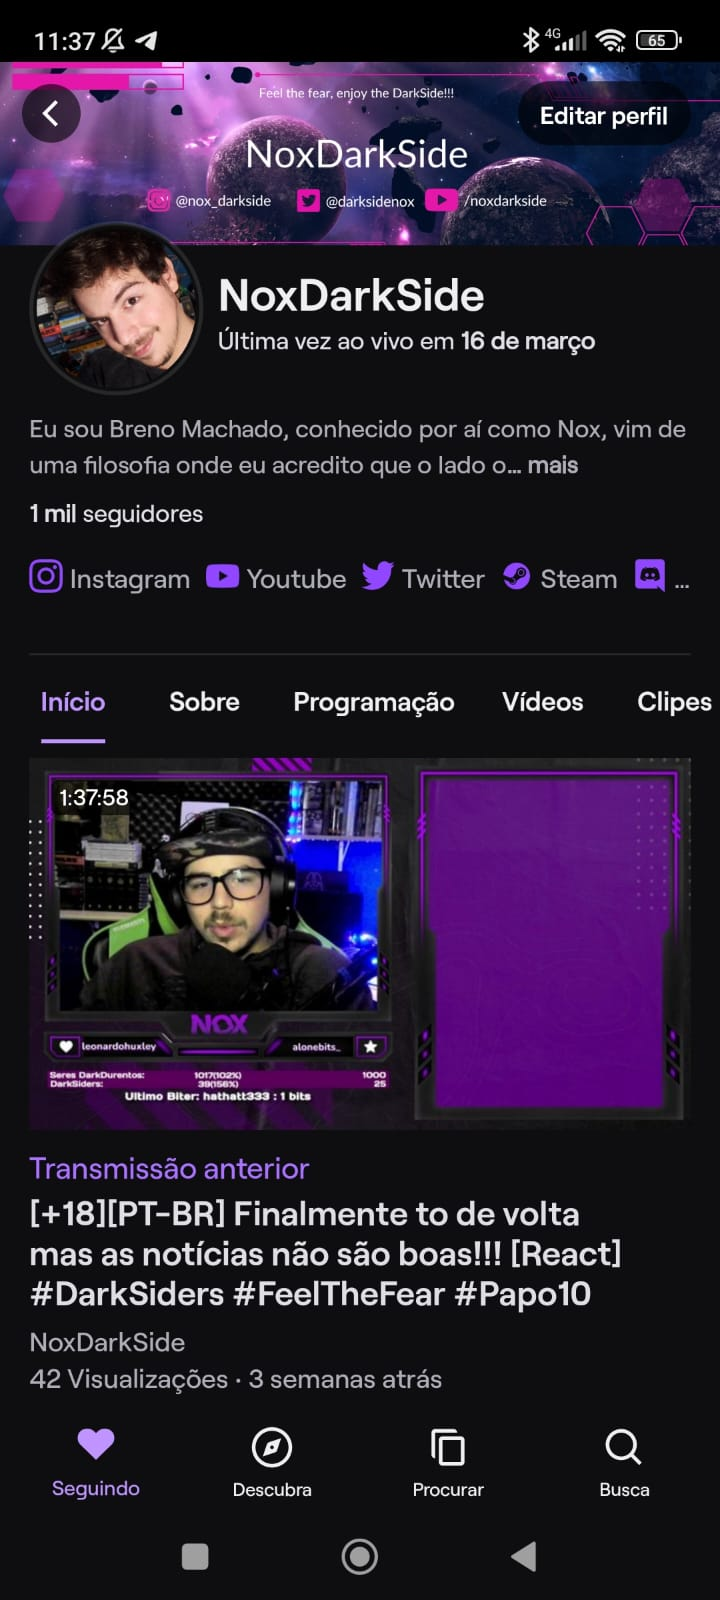 11:37
4G
65
Feel the fear, enjoy the DarkSide!!!
Editar perfil
NoxDarkSide
@nox_darkside @darksidenox /noxdarkside
NoxDarkSide
Última vez ao vivo em 16 de março
Eu sou Breno Machado, conhecido por aí como Nox, vim de
uma filosofia onde eu acredito que o lado o... mais
1 mil seguidores
Instagram Youtube Twitter Steam ...
Início Sobre Programação Vídeos Clipes
1:37:58
NOX
leonardohuxley alonebits_
Seres DarkDurentos: 1017(102%) 1000
DarkSiders: 39(156%) 25
Ultimo Biter: hathatt333 : 1 bits
Transmissão anterior
[+18][PT-BR] Finalmente to de volta
mas as notícias não são boas!!! [React]
#DarkSiders #FeelTheFear #Papo10
NoxDarkSide
42 Visualizações · 3 semanas atrás
Seguindo Descubra Procurar Busca